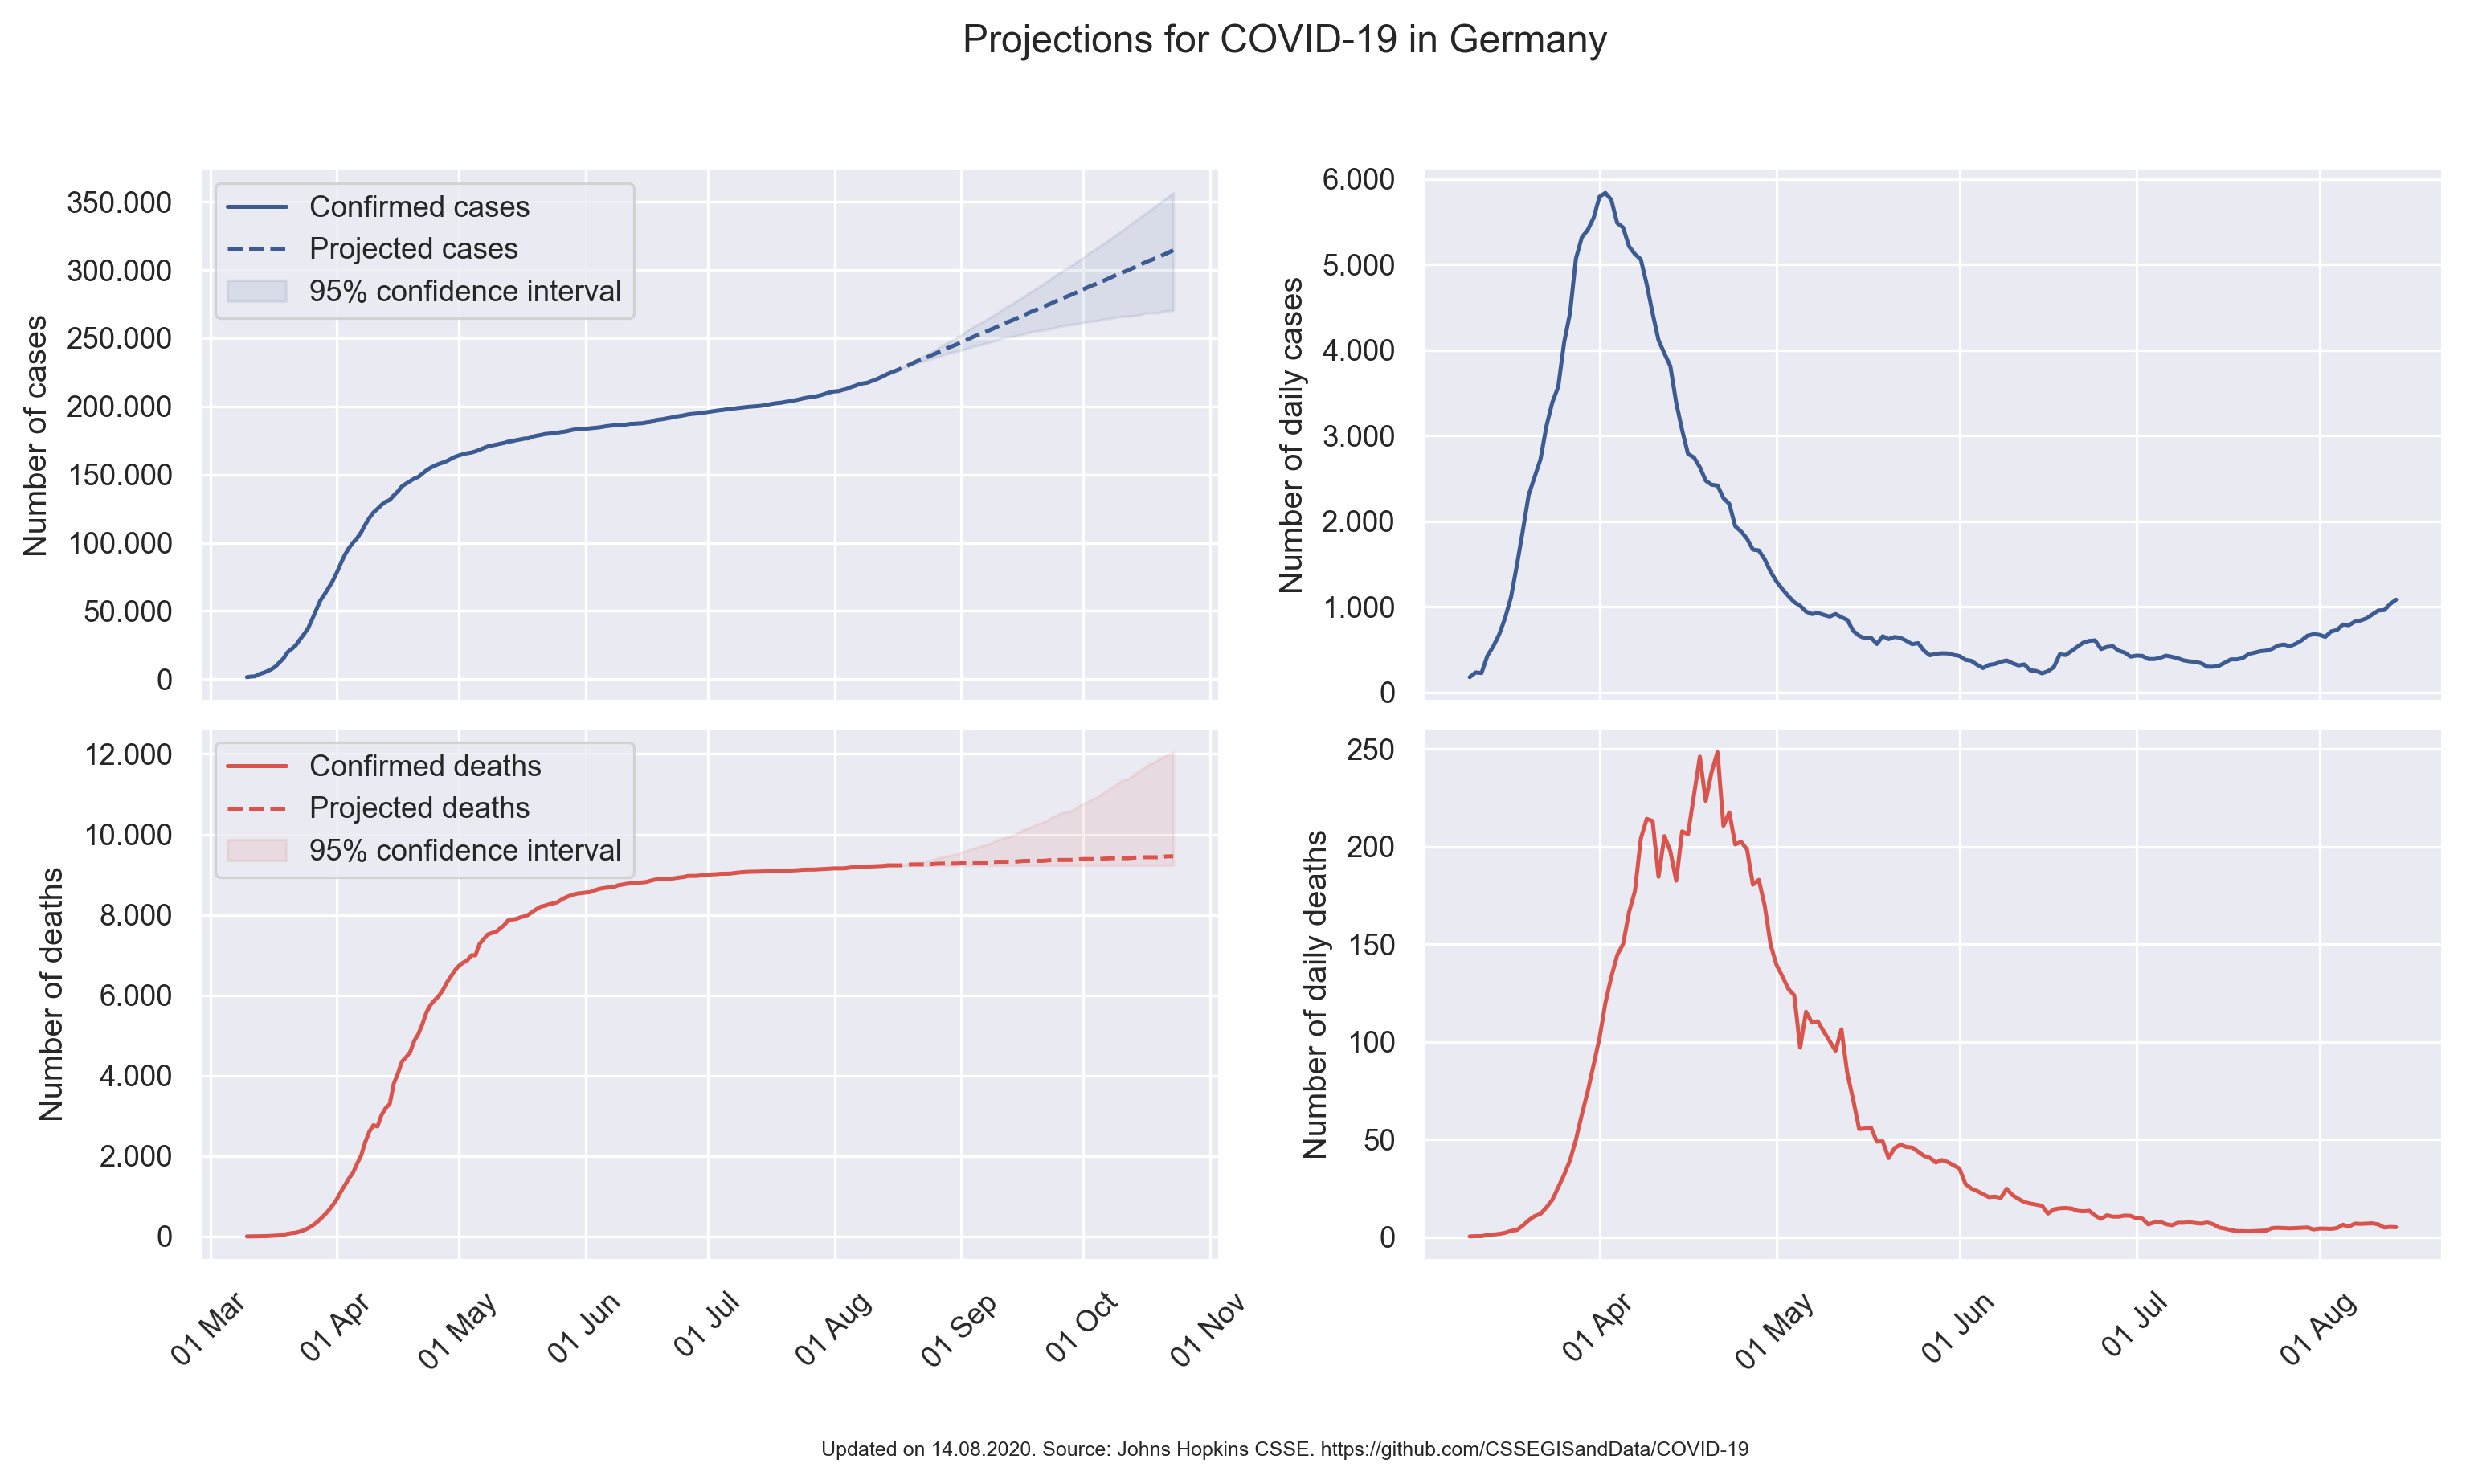 Projections for COVID-19 in Germany
Number of cases
350.000
300.000
250.000
200.000
150.000
100.000
50.000
0
Confirmed cases
Projected cases
95% confidence interval
Number of daily cases
6.000
5.000
4.000
3.000
2.000
1.000
0
Number of deaths
12.000
10.000
8.000
6.000
4.000
2.000
0
Confirmed deaths
Projected deaths
95% confidence interval
01 Mar
01 Apr
01 May
01 Jun
01 Jul
01 Aug
01 Sep
01 Oct
01 Nov
Number of daily deaths
250
200
150
100
50
0
01 Apr
01 May
01 Jun
01 Jul
01 Aug
Updated on 14.08.2020. Source: Johns Hopkins CSSE. https://github.com/CSSEGISandData/COVID-19